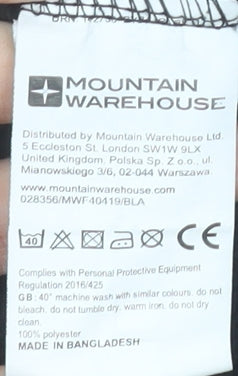 MOUNTAIN
WAREHOUSE
Distributed by Mountain Warehouse Ltd.
5 Eccleston St. London SW1W 9LX
United Kingdom. Polska Sp. Z o.o., ul.
Mianowskiego 3/6, 02-044 Warszawa.
www.mountainwarehouse.com
028356/MWF40419/BLA
40
CE
Complies with Personal Protective Equipment
Regulation 2016/425
GB: 40° machine wash with similar colours. do not
bleach. do not tumble dry. warm iron. do not dry
clean.
100% polyester
MADE IN BANGLADESH